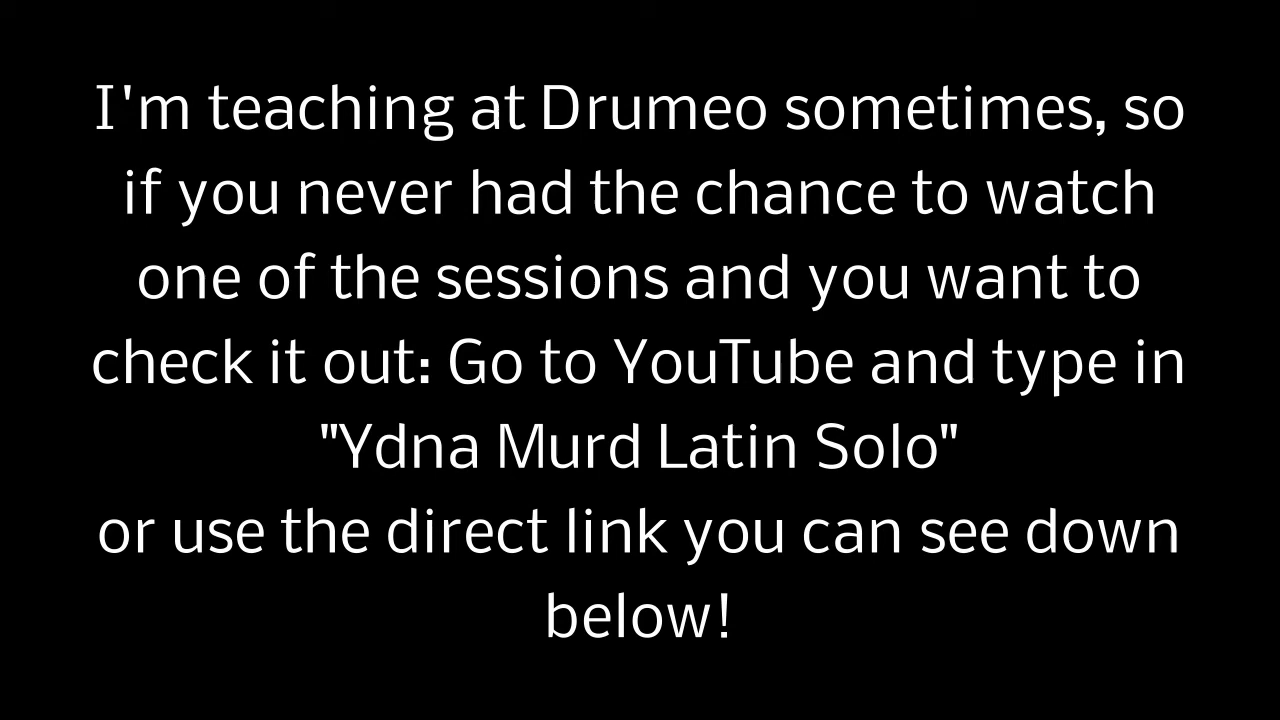 I'm teaching at Drumeo sometimes, so
if you never had the chance to watch
one of the sessions and you want to
check it out: Go to YouTube and type in
"Ydna Murd Latin Solo"
or use the direct link you can see down
below!